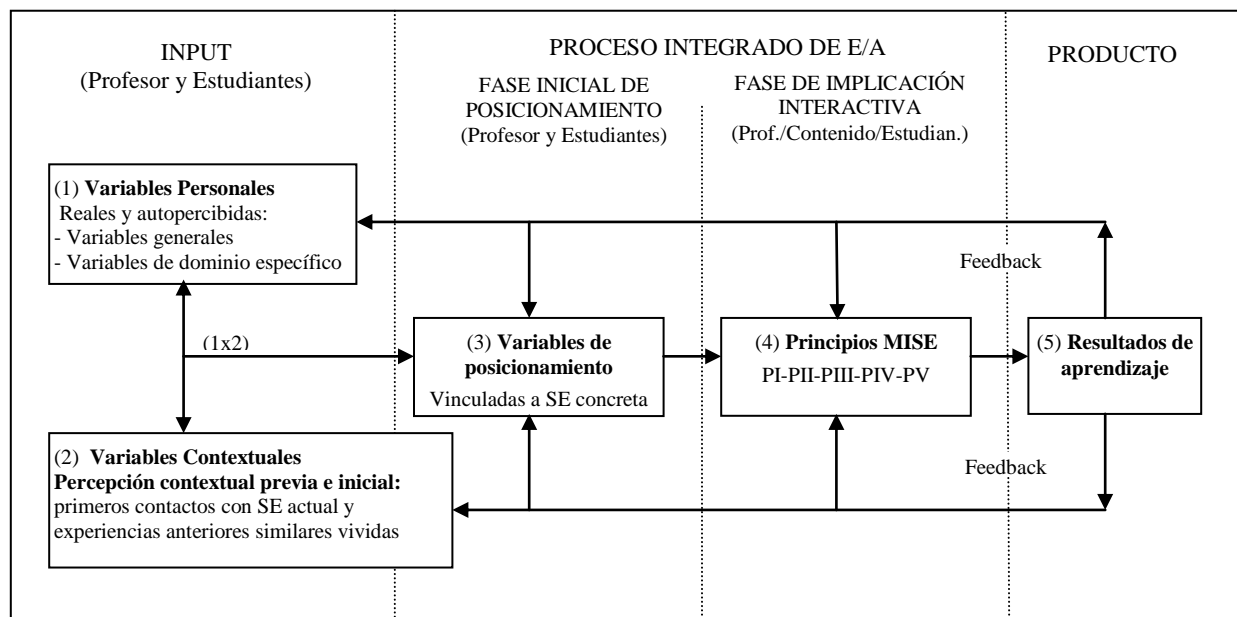 INPUT
(Profesor y Estudiantes)
PROCESO INTEGRADO DE E/A
PRODUCTO
FASE INICIAL DE
POSICIONAMIENTO
(Profesor y Estudiantes)
FASE DE IMPLICACIÓN
INTERACTIVA
(Prof./Contenido/Estudian.)
(1) Variables Personales
Reales y autopercibidas:
- Variables generales
- Variables de dominio específico
Feedback
(1x2)
(3) Variables de
posicionamiento
Vinculadas a SE concreta
(4) Principios MISE
PI-PII-PIII-PIV-PV
(5) Resultados de
aprendizaje
(2) Variables Contextuales
Percepción contextual previa e inicial:
primeros contactos con SE actual y
experiencias anteriores similares vividas
Feedback